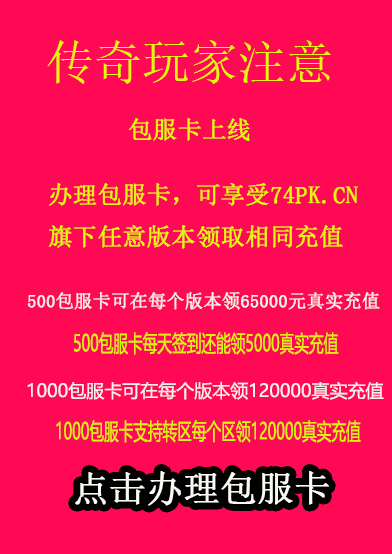 传奇玩家注意
包服卡上线
办理包服卡，可享受74PK.CN
旗下任意版本领取相同充值
500包服卡可在每个版本领65000元真实充值
500包服卡每天签到还能领5000真实充值
1000包服卡可在每个版本领120000真实充值
1000包服卡支持转区每个区领120000真实充值
点击办理包服卡